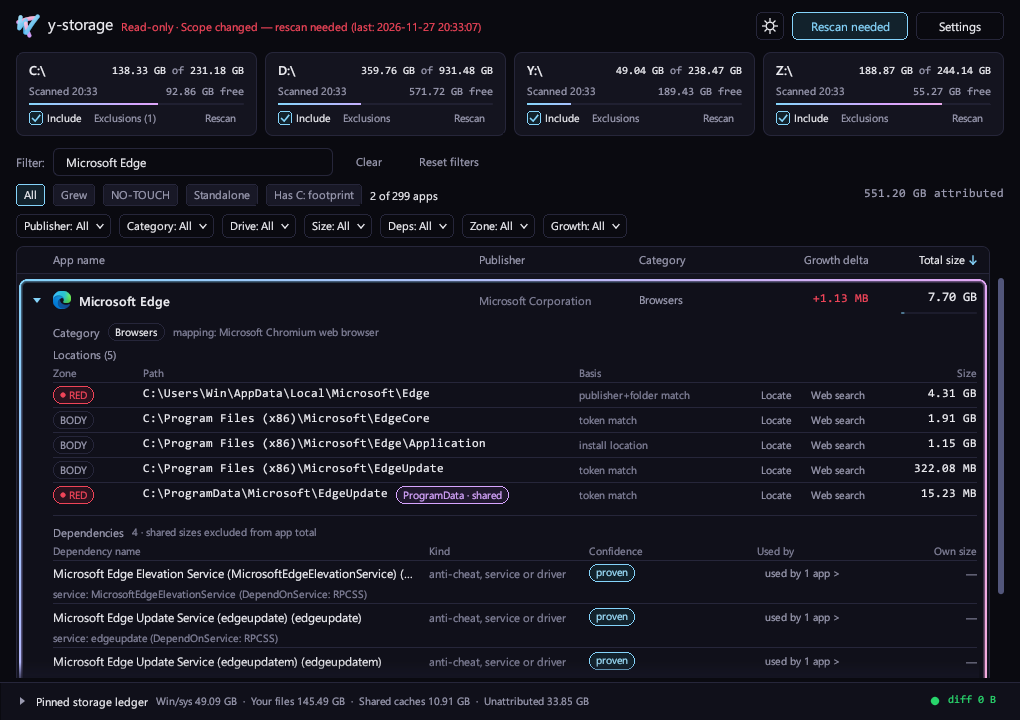 y-storage Read-only · Scope changed — rescan needed (last: 2026-11-27 20:33:07) Rescan needed Settings
C:\ 138.33 GB of 231.18 GB
Scanned 20:33 92.86 GB free
Include Exclusions (1) Rescan
D:\ 359.76 GB of 931.48 GB
Scanned 20:33 571.72 GB free
Include Exclusions Rescan
Y:\ 49.04 GB of 238.47 GB
Scanned 20:33 189.43 GB free
Include Exclusions Rescan
Z:\ 188.87 GB of 244.14 GB
Scanned 20:33 55.27 GB free
Include Exclusions Rescan
Filter: Microsoft Edge Clear Reset filters
All Grew NO-TOUCH Standalone Has C: footprint 2 of 299 apps 551.20 GB attributed
Publisher: All Category: All Drive: All Size: All Deps: All Zone: All Growth: All
App name Publisher Category Growth delta Total size ↓
Microsoft Edge Microsoft Corporation Browsers +1.13 MB 7.70 GB
Category Browsers mapping: Microsoft Chromium web browser
Locations (5)
Zone Path Basis Size
RED C:\Users\Win\AppData\Local\Microsoft\Edge publisher+folder match Locate Web search 4.31 GB
BODY C:\Program Files (x86)\Microsoft\EdgeCore token match Locate Web search 1.91 GB
BODY C:\Program Files (x86)\Microsoft\Edge\Application install location Locate Web search 1.15 GB
BODY C:\Program Files (x86)\Microsoft\EdgeUpdate token match Locate Web search 322.08 MB
RED C:\ProgramData\Microsoft\EdgeUpdate ProgramData · shared token match Locate Web search 15.23 MB
Dependencies 4 · shared sizes excluded from app total
Dependency name Kind Confidence Used by Own size
Microsoft Edge Elevation Service (MicrosoftEdgeElevationService) (... anti-cheat, service or driver proven used by 1 app > —
service: MicrosoftEdgeElevationService (DependOnService: RPCSS)
Microsoft Edge Update Service (edgeupdate) (edgeupdate) anti-cheat, service or driver proven used by 1 app > —
service: edgeupdate (DependOnService: RPCSS)
Microsoft Edge Update Service (edgeupdatem) (edgeupdatem) anti-cheat, service or driver proven used by 1 app > —
Pinned storage ledger Win/sys 49.09 GB · Your files 145.49 GB · Shared caches 10.91 GB · Unattributed 33.85 GB diff 0 B